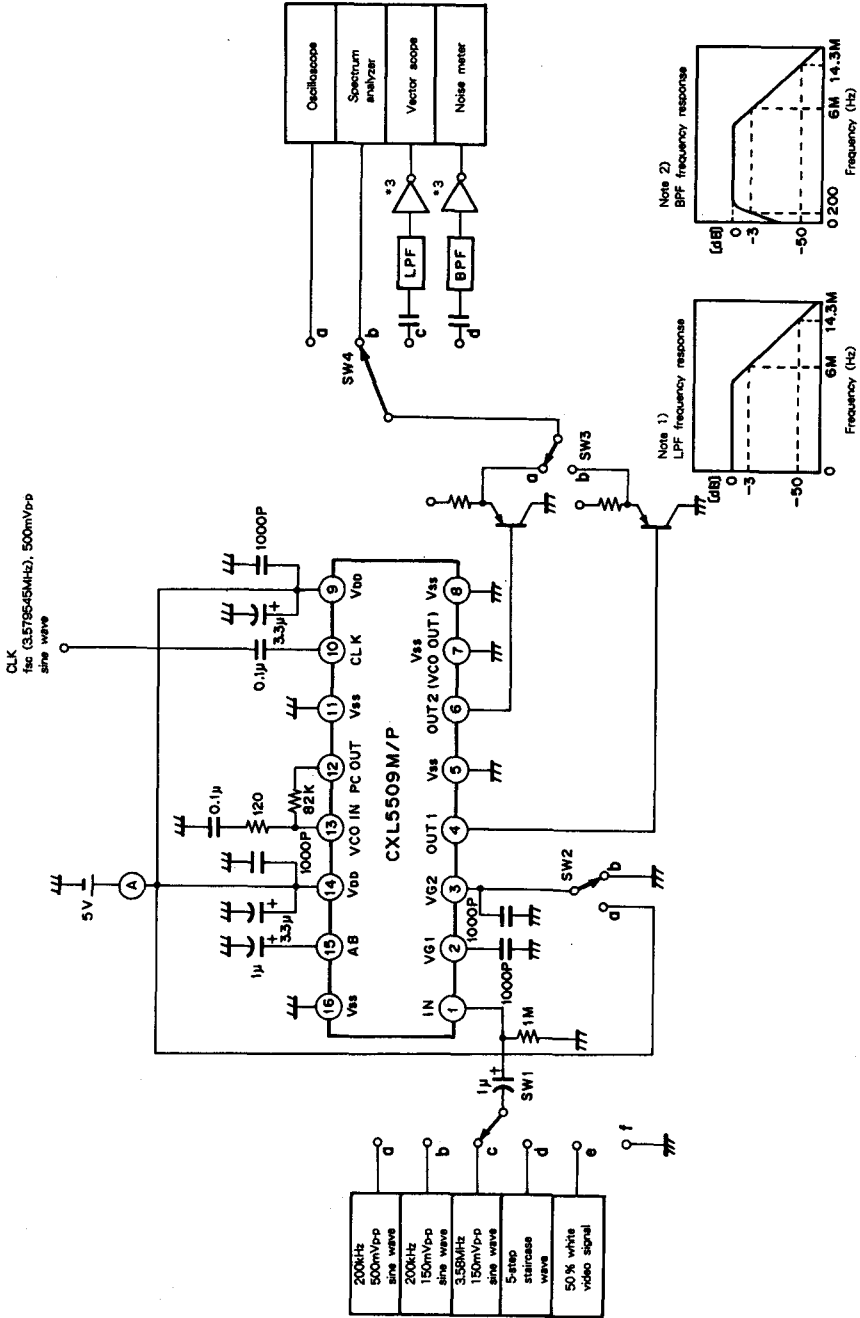 CLK
fsc (3.579545MHz), 500mVp-p
sine wave
5V
A
1μ
3.3μ
1000P
0.1μ
120
82K
0.1μ
3.3μ
1000P
16
15
14
13
12
11
10
9
Vss
AB
VDD
VCO IN
PC OUT
Vss
CLK
VDD
CXL5509M/P
IN
VG1
VG2
OUT1
Vss
OUT2
(VCO OUT)
Vss
Vss
1
2
3
4
5
6
7
8
1μ
SW1
1M
1000P
1000P
SW2
a
b
200kHz
500mVp-p
sine wave
200kHz
150mVp-p
sine wave
3.58MHz
150mVp-p
sine wave
5-step
staircase
wave
50% white
video signal
a
b
c
d
e
f
SW3
a
b
SW4
a
b
c
d
LPF
BPF
*3
*3
Oscilloscope
Spectrum
analyzer
Vector scope
Noise meter
Note 1)
LPF frequency response
[dB]
0
-3
-50
0
6M
14.3M
Frequency (Hz)
Note 2)
BPF frequency response
[dB]
0
-3
-50
0
200
6M
14.3M
Frequency (Hz)